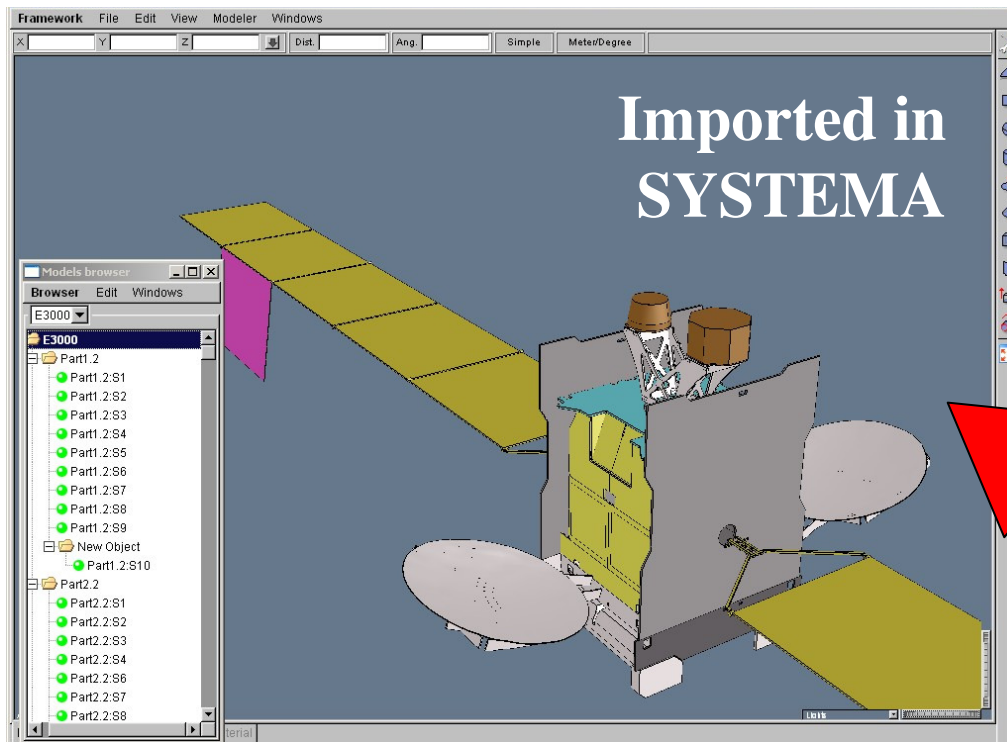 Framework File Edit View Modeler Windows
X Y Z Dist. Ang. Simple Meter/Degree
Imported in
SYSTEMA
Models browser
Browser Edit Windows
E3000
E3000
Part1.2
Part1.2:S1
Part1.2:S2
Part1.2:S3
Part1.2:S4
Part1.2:S5
Part1.2:S6
Part1.2:S7
Part1.2:S8
Part1.2:S9
New Object
Part1.2:S10
Part2.2
Part2.2:S1
Part2.2:S2
Part2.2:S3
Part2.2:S4
Part2.2:S6
Part2.2:S7
Part2.2:S8
Lights
terial